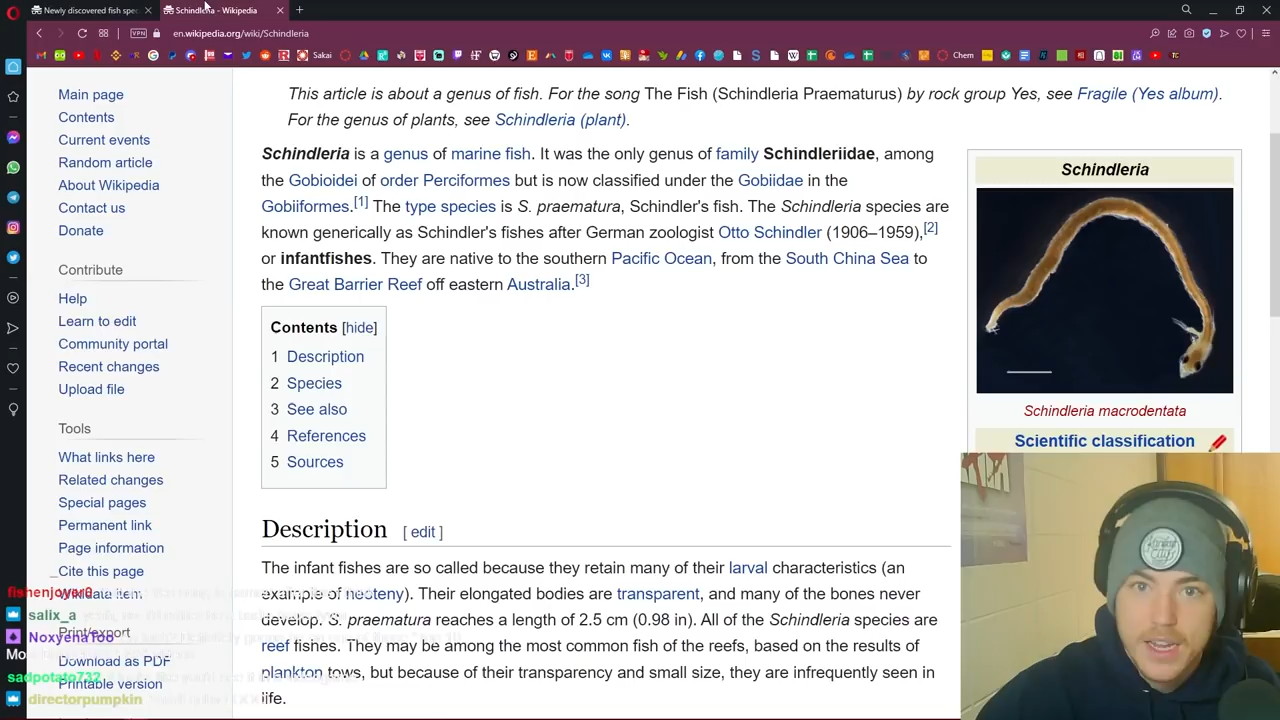 Newly discovered fish spec
Schindleria - Wikipedia
VPN
en.wikipedia.org/wiki/Schindleria
Sakai
Chem
Main page
Contents
Current events
Random article
About Wikipedia
Contact us
Donate
Contribute
Help
Learn to edit
Community portal
Recent changes
Upload file
Tools
What links here
Related changes
Special pages
Permanent link
Page information
Cite this page
Wikidata item
Print/export
Download as PDF
Printable version
This article is about a genus of fish. For the song The Fish (Schindleria Praematurus) by rock group Yes, see Fragile (Yes album).
For the genus of plants, see Schindleria (plant).
Schindleria is a genus of marine fish. It was the only genus of family Schindleriidae, among
the Gobioidei of order Perciformes but is now classified under the Gobiidae in the
Gobiiformes.[1] The type species is S. praematura, Schindler's fish. The Schindleria species are
known generically as Schindler's fishes after German zoologist Otto Schindler (1906–1959),[2]
or infantfishes. They are native to the southern Pacific Ocean, from the South China Sea to
the Great Barrier Reef off eastern Australia.[3]
Contents [hide]
1 Description
2 Species
3 See also
4 References
5 Sources
Description [ edit ]
The infant fishes are so called because they retain many of their larval characteristics (an
example of neoteny). Their elongated bodies are transparent, and many of the bones never
develop. S. praematura reaches a length of 2.5 cm (0.98 in). All of the Schindleria species are
reef fishes. They may be among the most common fish of the reefs, based on the results of
plankton tows, but because of their transparency and small size, they are infrequently seen in
life.
Schindleria
Schindleria macrodentata
Scientific classification
salix_a
sadpotato732
directorpumpkin